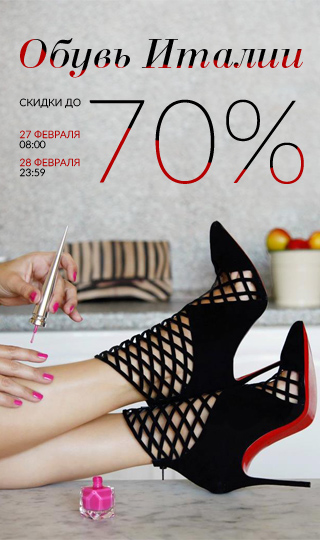 Обувь Италии
СКИДКИ ДО
70%
27 ФЕВРАЛЯ
08:00
28 ФЕВРАЛЯ
23:59